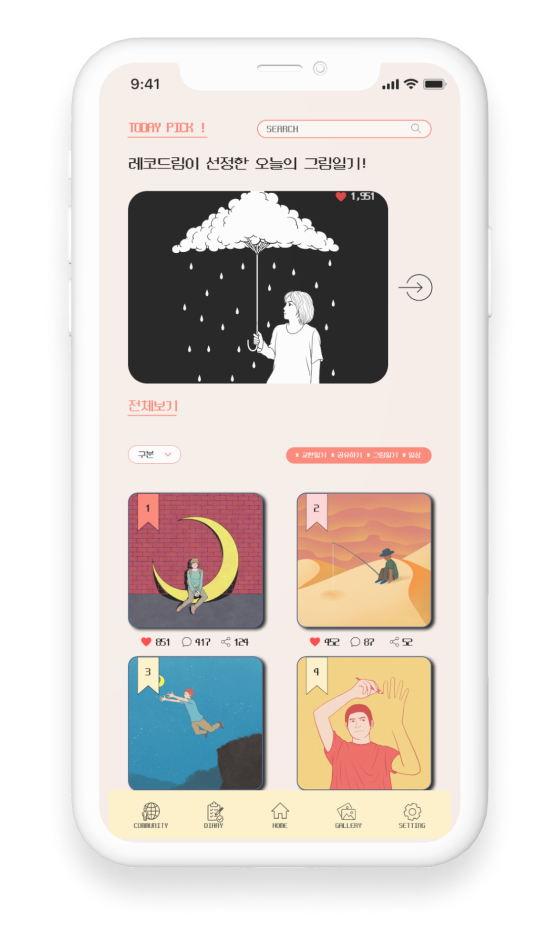 9:41
TODAY PICK !
SEARCH
레코드림이 선정한 오늘의 그림일기!
1,951
전체보기
구분
* 교환일기 * 공유하기 * 그림일기 * 일상
1
2
851 417 124
452 87 52
3
4
COMMUNITY DIARY HOME GALLERY SETTING